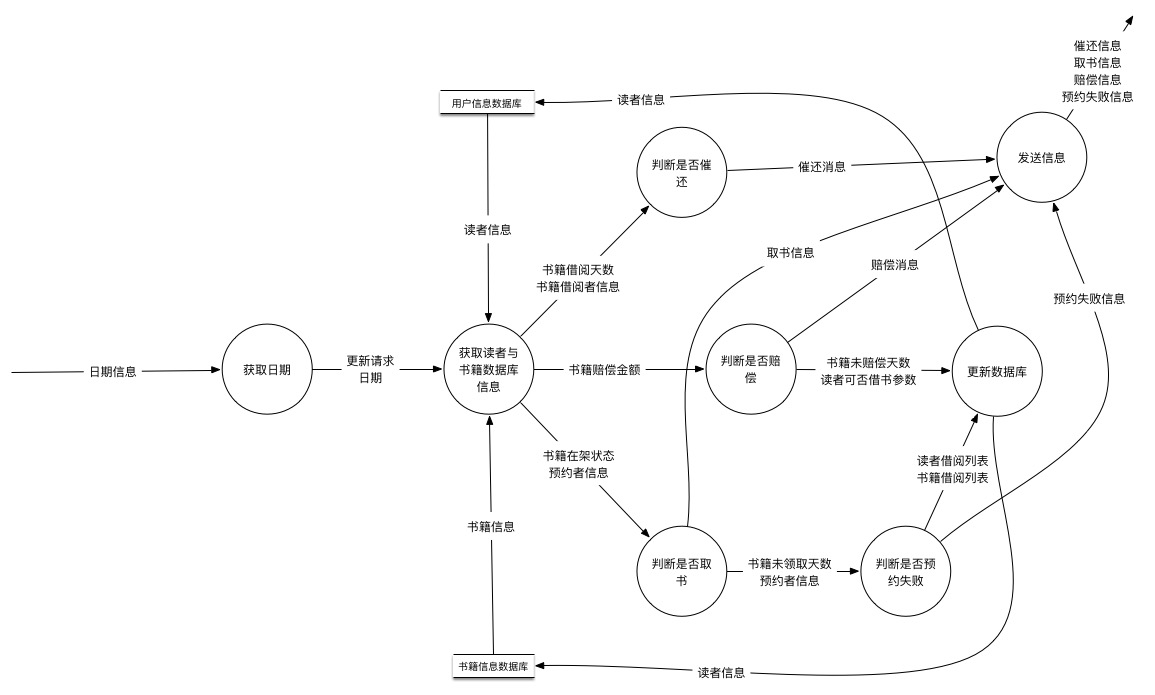 催还信息
取书信息
赔偿信息
预约失败信息
用户信息数据库
读者信息
判断是否催
还
催还消息
发送信息
读者信息
取书信息
赔偿消息
书籍借阅天数
书籍借阅者信息
预约失败信息
日期信息
获取日期
更新请求
日期
获取读者与
书籍数据库
信息
书籍赔偿金额
判断是否赔
偿
书籍未赔偿天数
读者可否借书参数
更新数据库
书籍在架状态
预约者信息
读者借阅列表
书籍借阅列表
书籍信息
判断是否取
书
书籍未领取天数
预约者信息
判断是否预
约失败
书籍信息数据库
读者信息